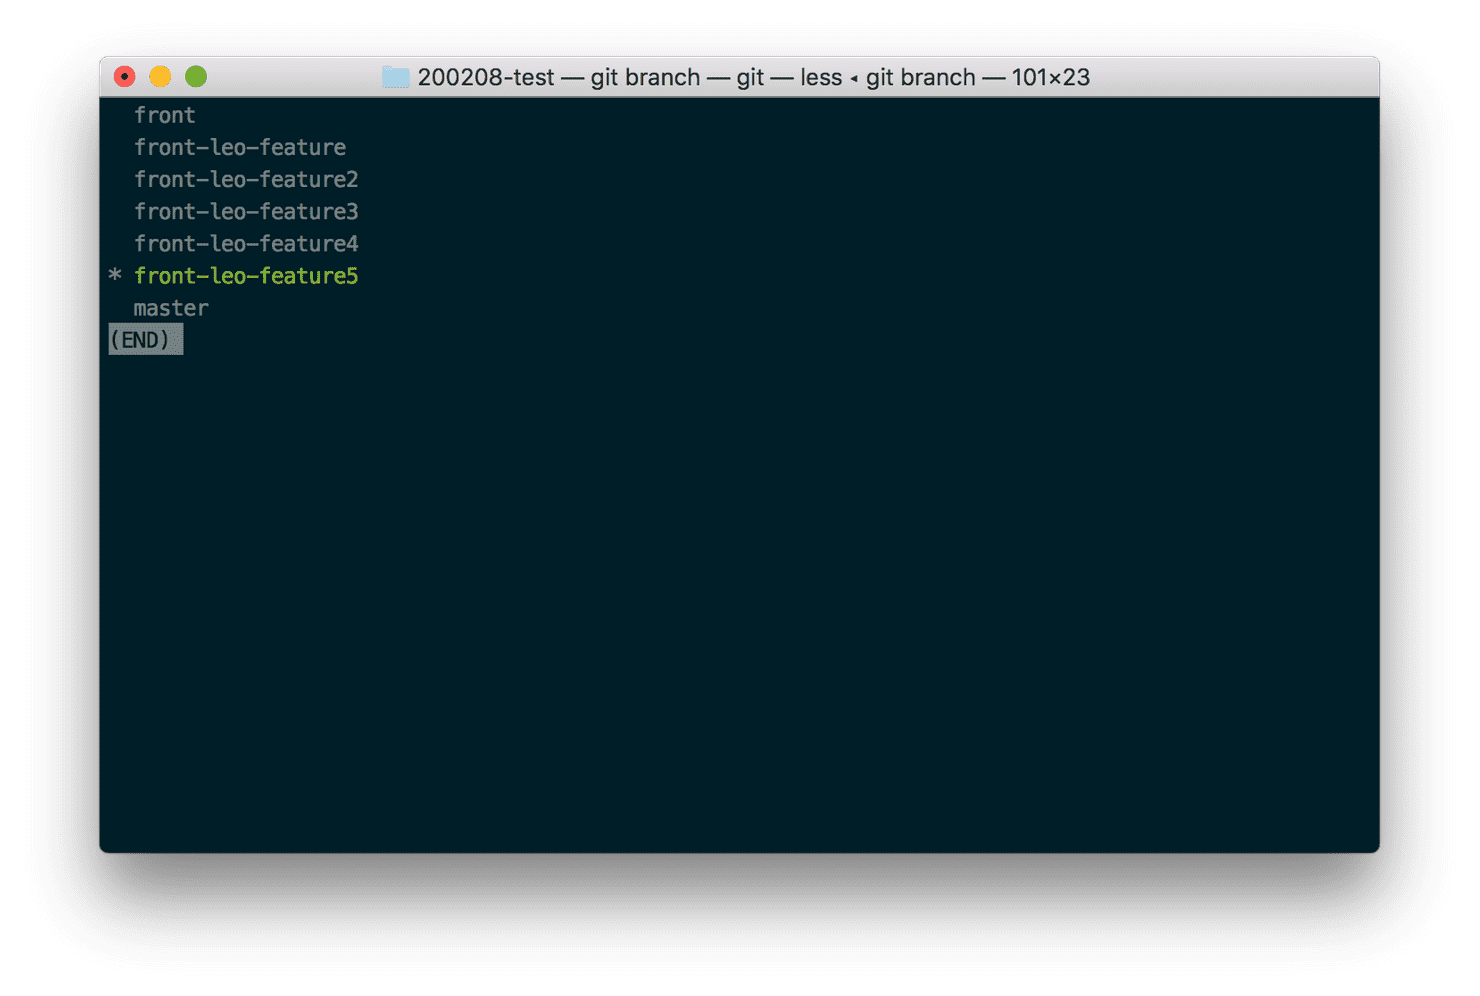 200208-test — git branch — git — less ◂ git branch — 101×23
front
front-leo-feature
front-leo-feature2
front-leo-feature3
front-leo-feature4
* front-leo-feature5
master
(END)